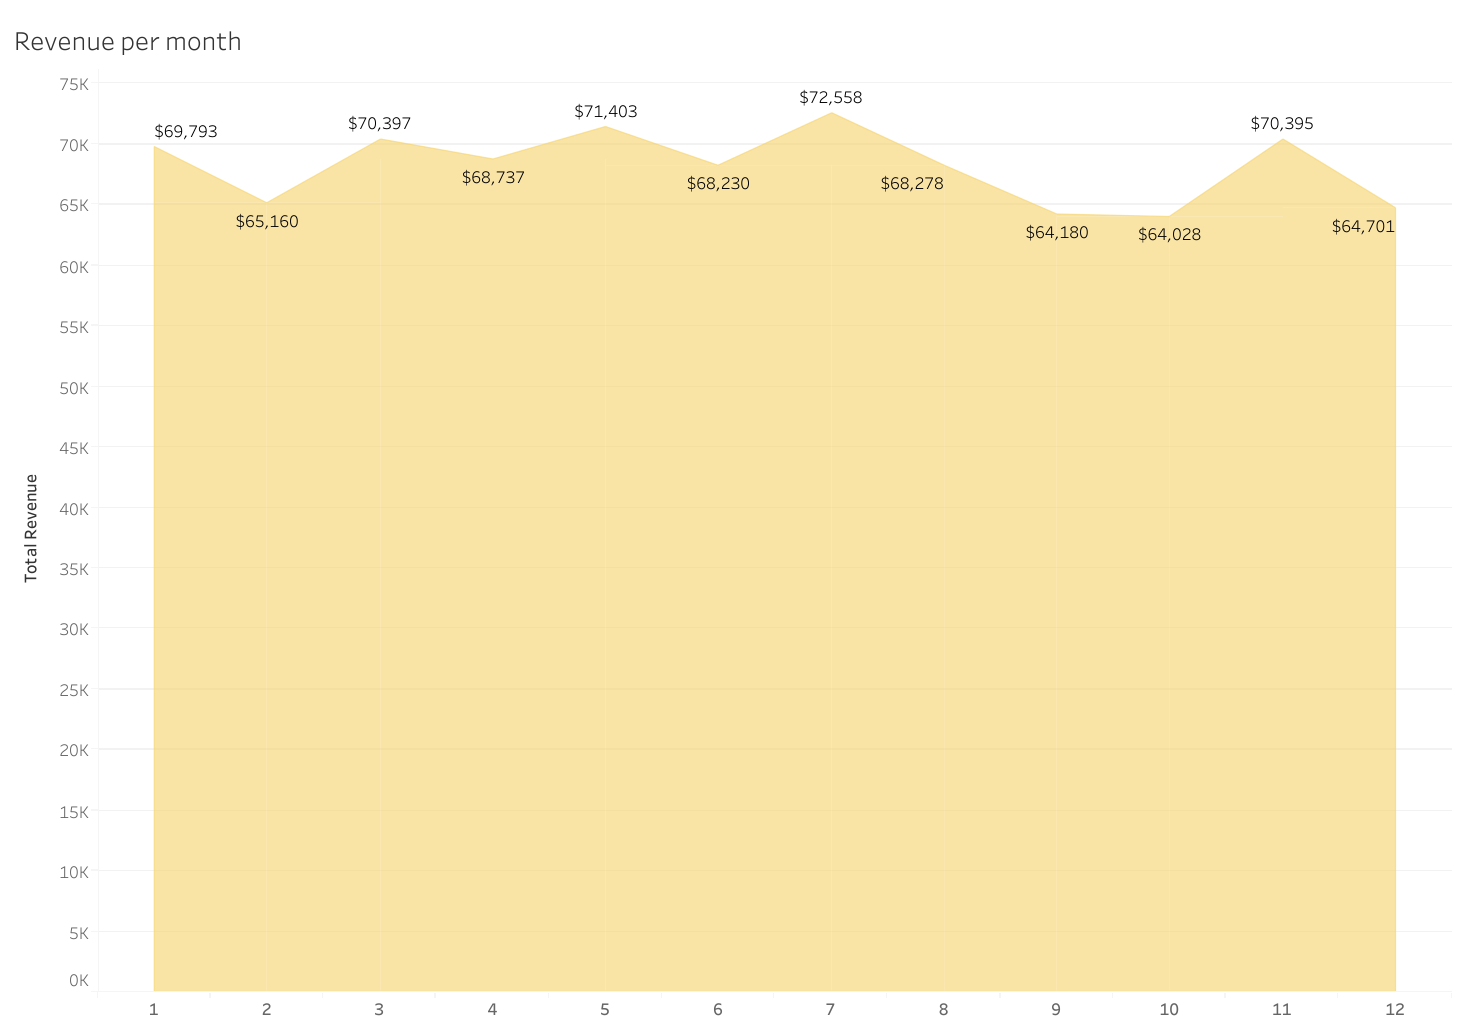 Revenue per month
75K
70K
65K
60K
55K
50K
45K
40K
35K
30K
25K
20K
15K
10K
5K
0K
Total Revenue
$69,793
$65,160
$70,397
$68,737
$71,403
$68,230
$72,558
$68,278
$64,180
$64,028
$70,395
$64,701
1 2 3 4 5 6 7 8 9 10 11 12